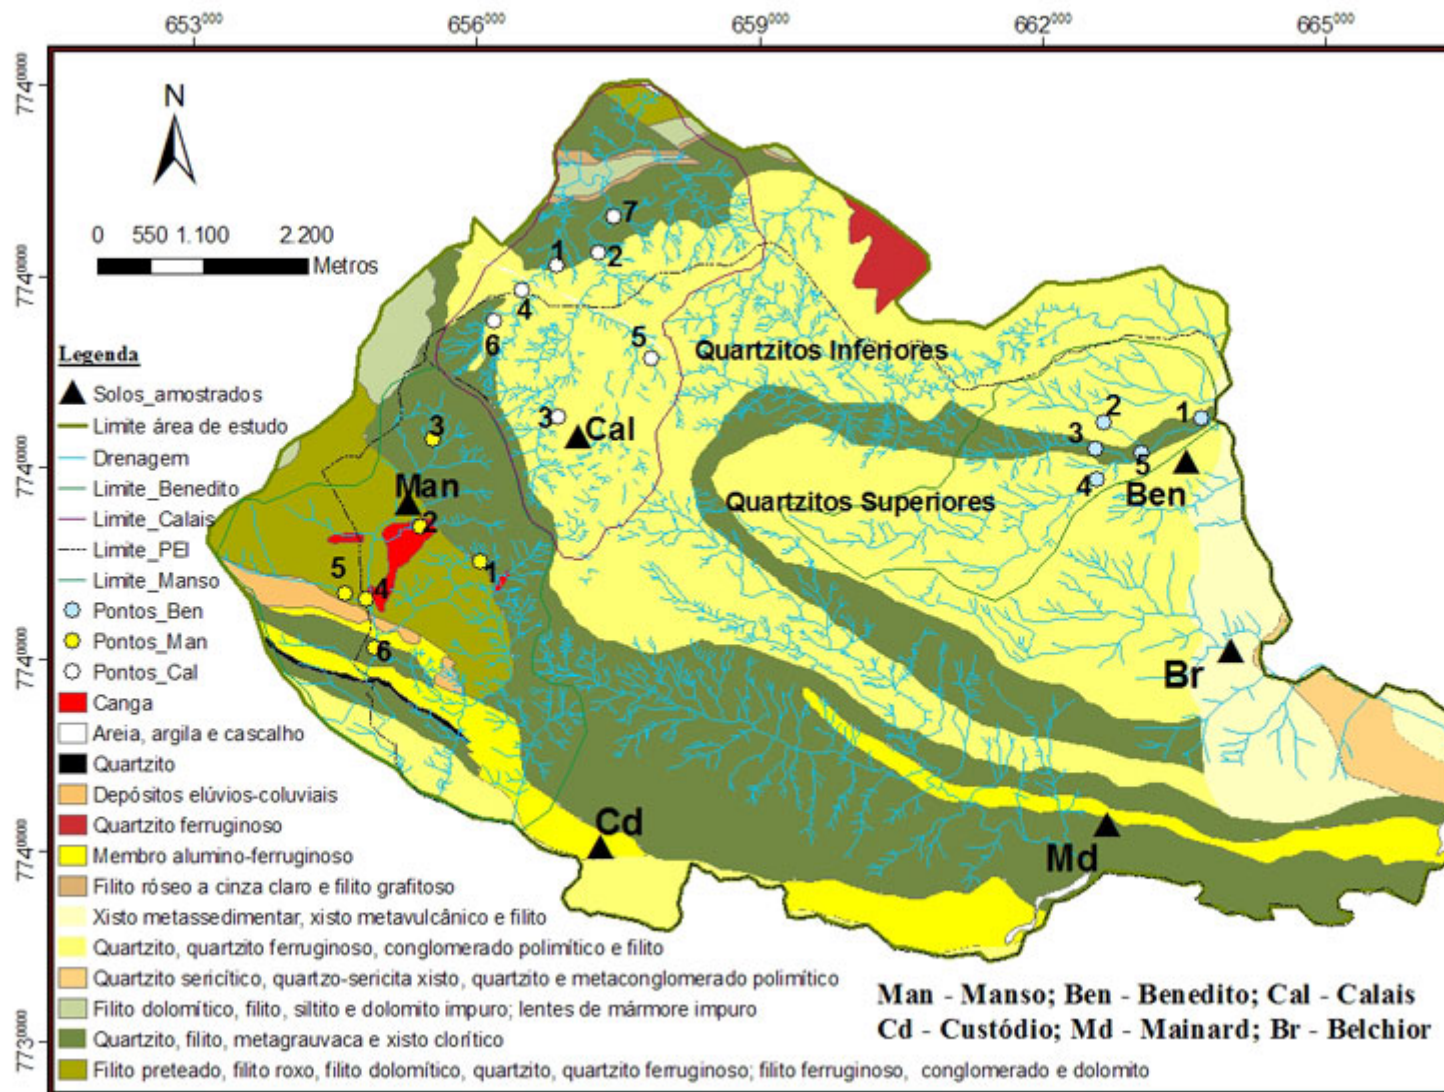 653⁰⁰⁰ 656⁰⁰⁰ 659⁰⁰⁰ 662⁰⁰⁰ 665⁰⁰⁰
774⁰⁰⁰⁰
N
0 550 1.100 2.200
Metros
7
1 2
774⁰⁰⁰⁰
4
6 5 Quartzitos Inferiores
Legenda
Solos_amostrados
Limite área de estudo
3 3 Cal 2 1
3
Drenagem
774⁰⁰⁰⁰
5
4 Ben
Limite_Benedito
Man
Quartzitos Superiores
Limite_Calais
2
Limite_PEI
1
Limite_Manso
5 4
Pontos_Ben
Pontos_Man
6
774⁰⁰⁰⁰
Pontos_Cal
Br
Canga
Areia, argila e cascalho
Quartzito
Depósitos elúvios-coluviais
Quartzito ferruginoso
Cd
774⁰⁰⁰⁰
Md
Membro alumino-ferruginoso
Filito róseo a cinza claro e filito grafitoso
Xisto metassedimentar, xisto metavulcânico e filito
Quartzito, quartzito ferruginoso, conglomerado polimítico e filito
Quartzito sericítico, quartzo-sericita xisto, quartzito e metaconglomerado polimítico
Filito dolomítico, filito, siltito e dolomito impuro; lentes de mármore impuro
Quartzito, filito, metagrauvaca e xisto clorítico
Filito preteado, filito roxo, filito dolomítico, quartzito, quartzito ferruginoso; filito ferruginoso, conglomerado e dolomito
773⁰⁰⁰⁰
Man - Manso; Ben - Benedito; Cal - Calais
Cd - Custódio; Md - Mainard; Br - Belchior